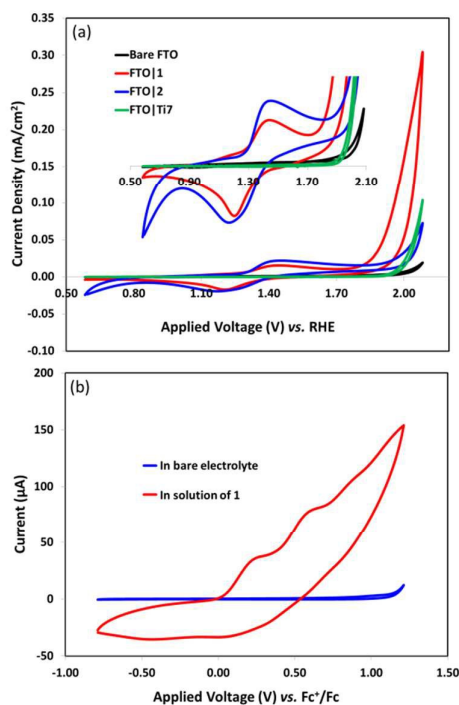 (a)
Bare FTO
FTO|1
FTO|2
FTO|Ti7
0.35
0.30
0.25
0.20
0.15
0.10
0.05
0.00
-0.05
-0.10
0.50 0.90 1.30 1.70 2.10
0.50 0.80 1.10 1.40 1.70 2.00
Current Density (mA/cm²)
Applied Voltage (V) vs. RHE
(b)
In bare electrolyte
In solution of 1
200
150
100
50
0
-50
-1.00 -0.50 0.00 0.50 1.00 1.50
Current (µA)
Applied Voltage (V) vs. Fc⁺/Fc